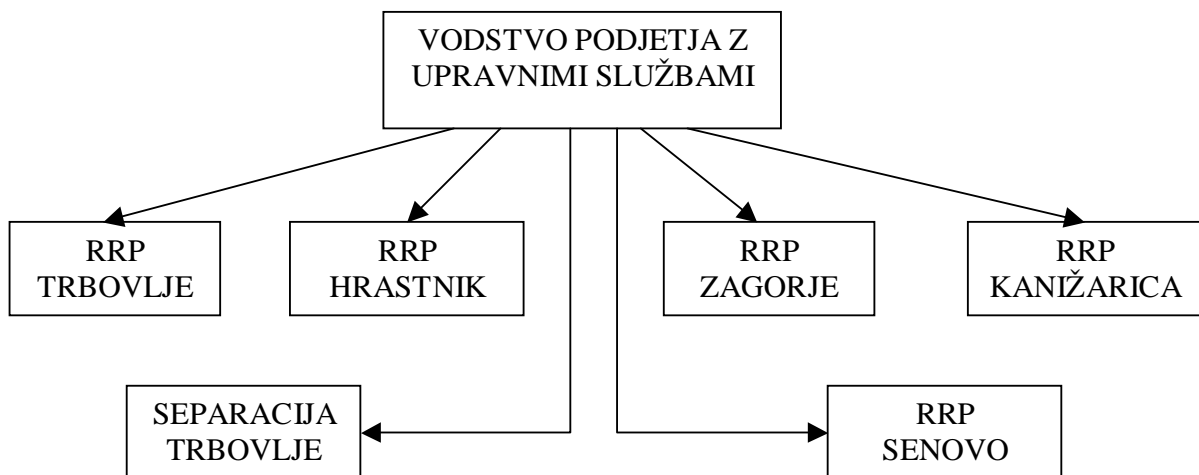 VODSTVO PODJETJA Z
UPRAVNIMI SLUŽBAMI
RRP
TRBOVLJE
RRP
HRASTNIK
RRP
ZAGORJE
RRP
KANIŽARICA
SEPARACIJA
TRBOVLJE
RRP
SENOVO